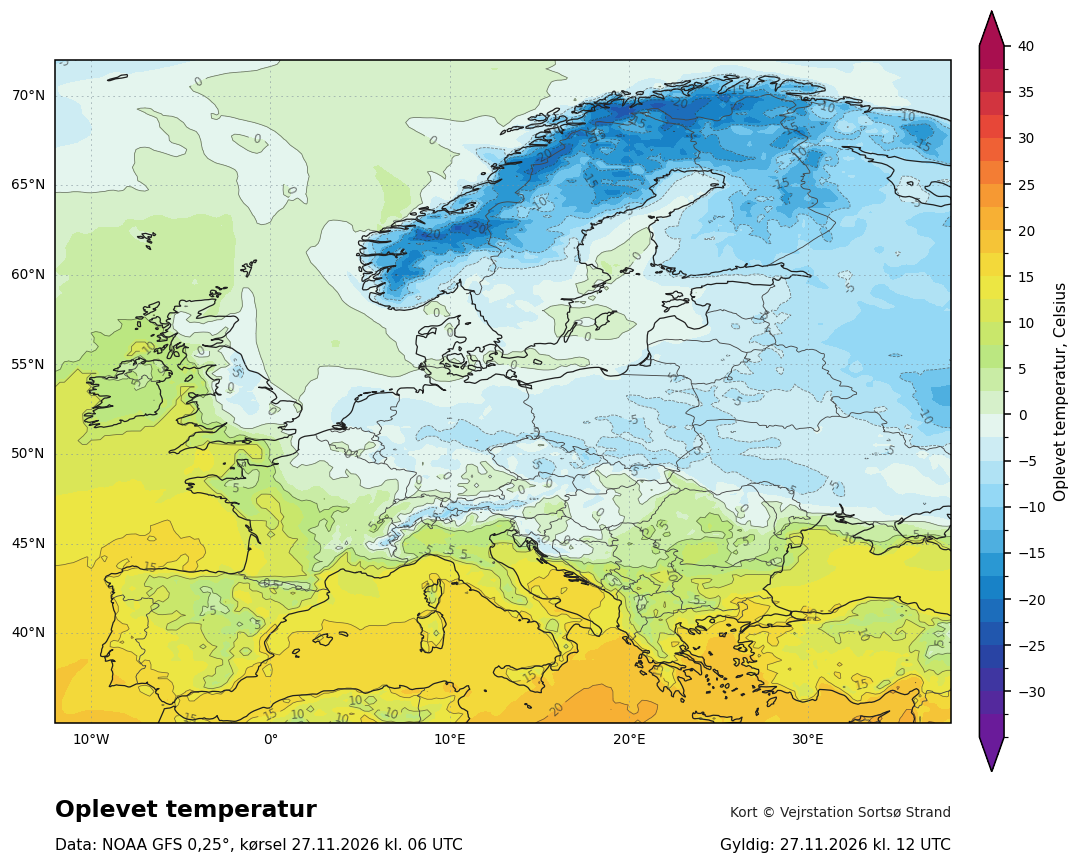 70°N
65°N
60°N
55°N
50°N
45°N
40°N
10°W
0°
10°E
20°E
30°E
40
35
30
25
20
15
10
5
0
−5
−10
−15
−20
−25
−30
Oplevet temperatur, Celsius
Oplevet temperatur
Kort © Vejrstation Sortsø Strand
Data: NOAA GFS 0,25°, kørsel 27.11.2026 kl. 06 UTC
Gyldig: 27.11.2026 kl. 12 UTC